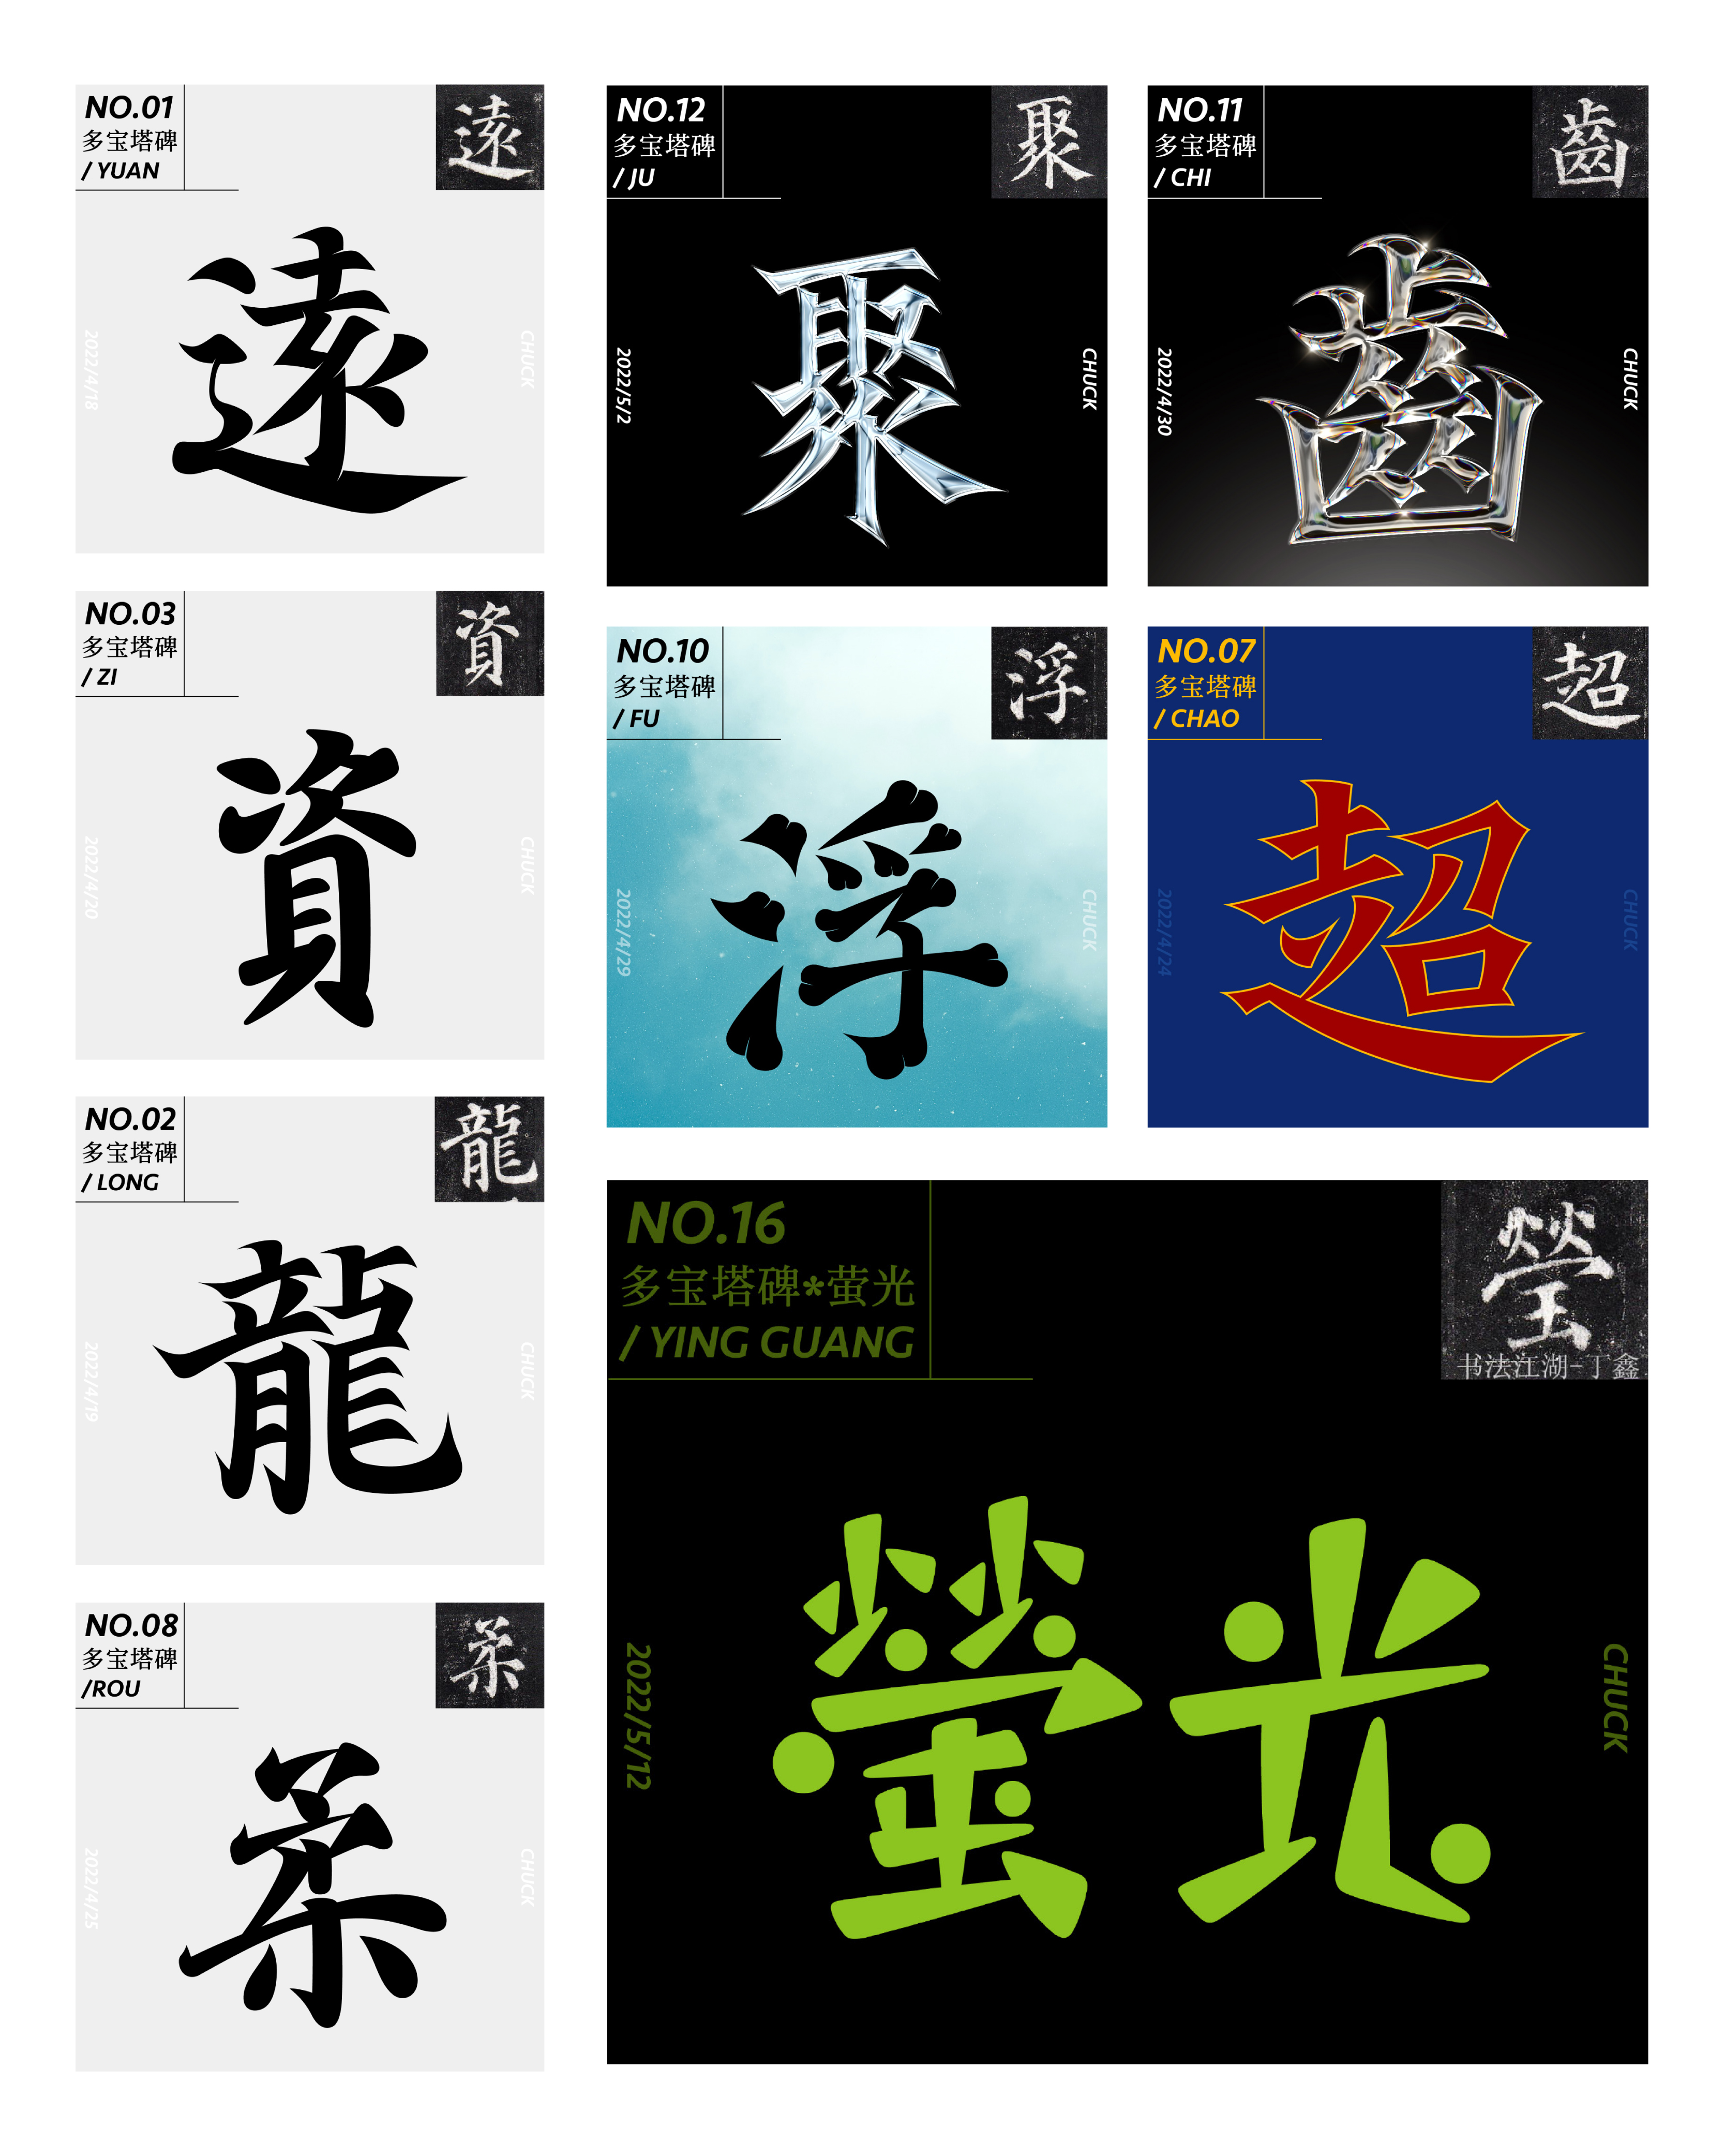 NO.01
多宝塔碑
/ YUAN
遠
2022/4/18
CHUCK
遠
NO.03
多宝塔碑
/ ZI
資
2022/4/20
CHUCK
資
NO.02
多宝塔碑
/ LONG
龍
2022/4/19
CHUCK
龍
NO.08
多宝塔碑
/ROU
柔
2022/4/25
CHUCK
柔
NO.12
多宝塔碑
/ JU
聚
2022/5/2
CHUCK
聚
NO.11
多宝塔碑
/ CHI
齒
2022/4/30
CHUCK
齒
NO.10
多宝塔碑
/ FU
浮
2022/4/29
CHUCK
浮
NO.07
多宝塔碑
/ CHAO
超
2022/4/24
CHUCK
超
NO.16
多宝塔碑*萤光
/ YING GUANG
瑩
书法江湖-丁鑫
2022/5/12
CHUCK
螢光